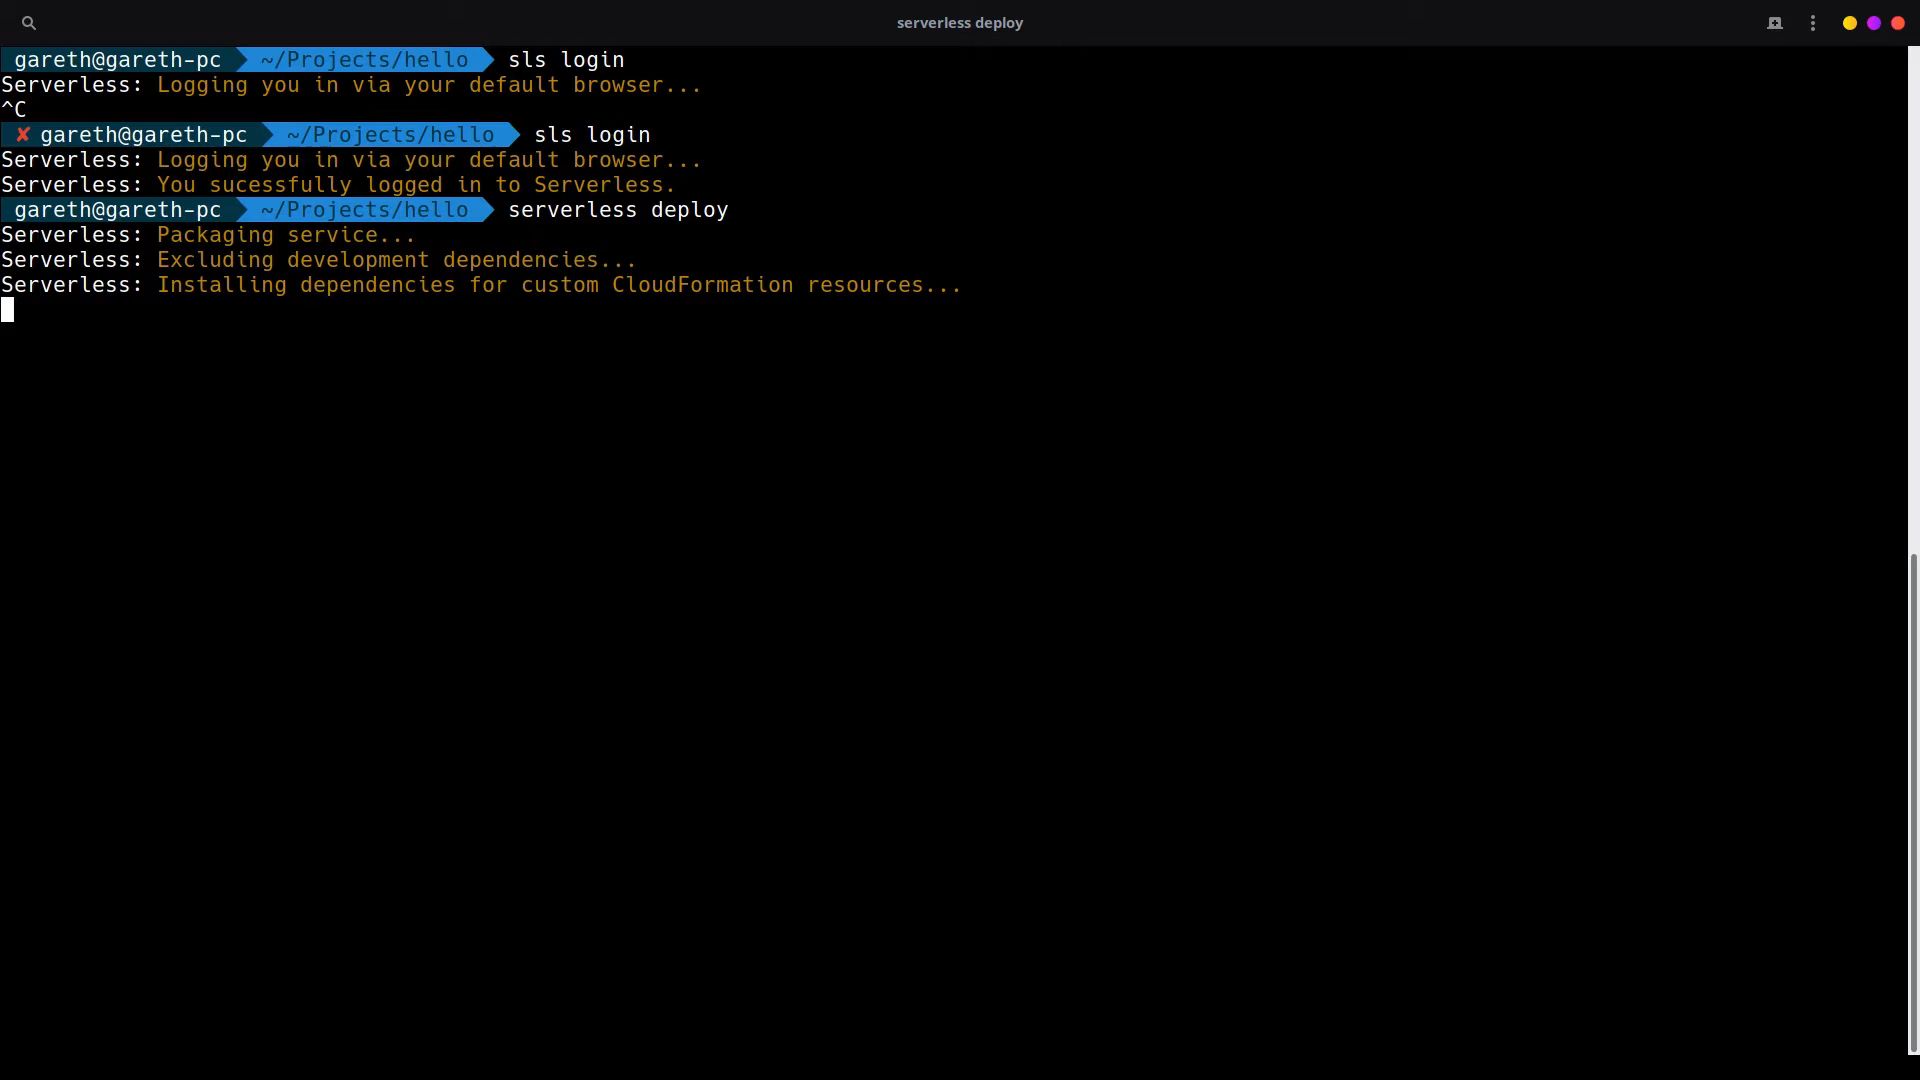 serverless deploy
gareth@gareth-pc ~/Projects/hello sls login
Serverless: Logging you in via your default browser...
^C
✘ gareth@gareth-pc ~/Projects/hello sls login
Serverless: Logging you in via your default browser...
Serverless: You sucessfully logged in to Serverless.
gareth@gareth-pc ~/Projects/hello serverless deploy
Serverless: Packaging service...
Serverless: Excluding development dependencies...
Serverless: Installing dependencies for custom CloudFormation resources...